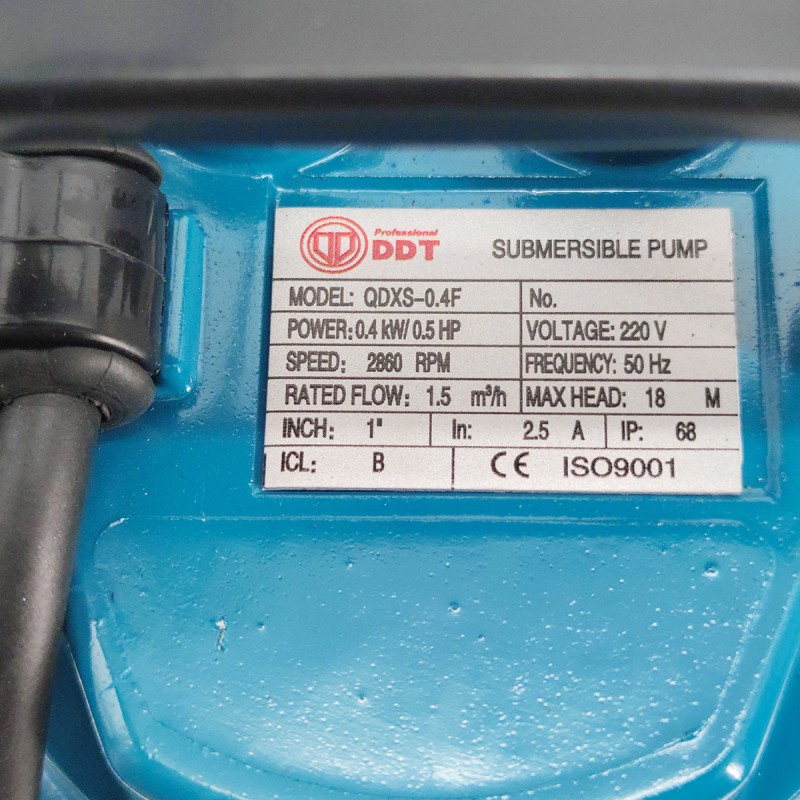 Professional
DDT
SUBMERSIBLE PUMP
MODEL: QDXS-0.4F No.
POWER: 0.4 kW/ 0.5 HP VOLTAGE: 220 V
SPEED: 2860 RPM FREQUENCY: 50 Hz
RATED FLOW: 1.5 m³/h MAX HEAD: 18 M
INCH: 1" In: 2.5 A IP: 68
ICL: B CE ISO9001